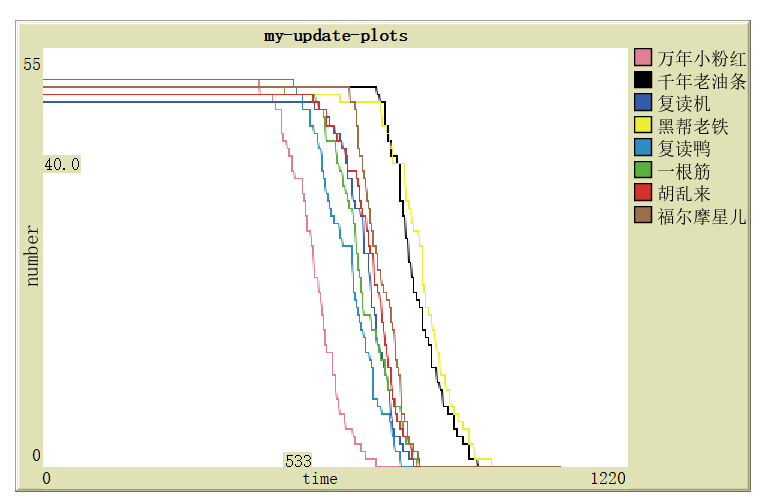 my-update-plots
55
万年小粉红
千年老油条
复读机
黑帮老铁
复读鸭
40.0
一根筋
胡乱来
福尔摩星儿
number
0
533
0
time
1220